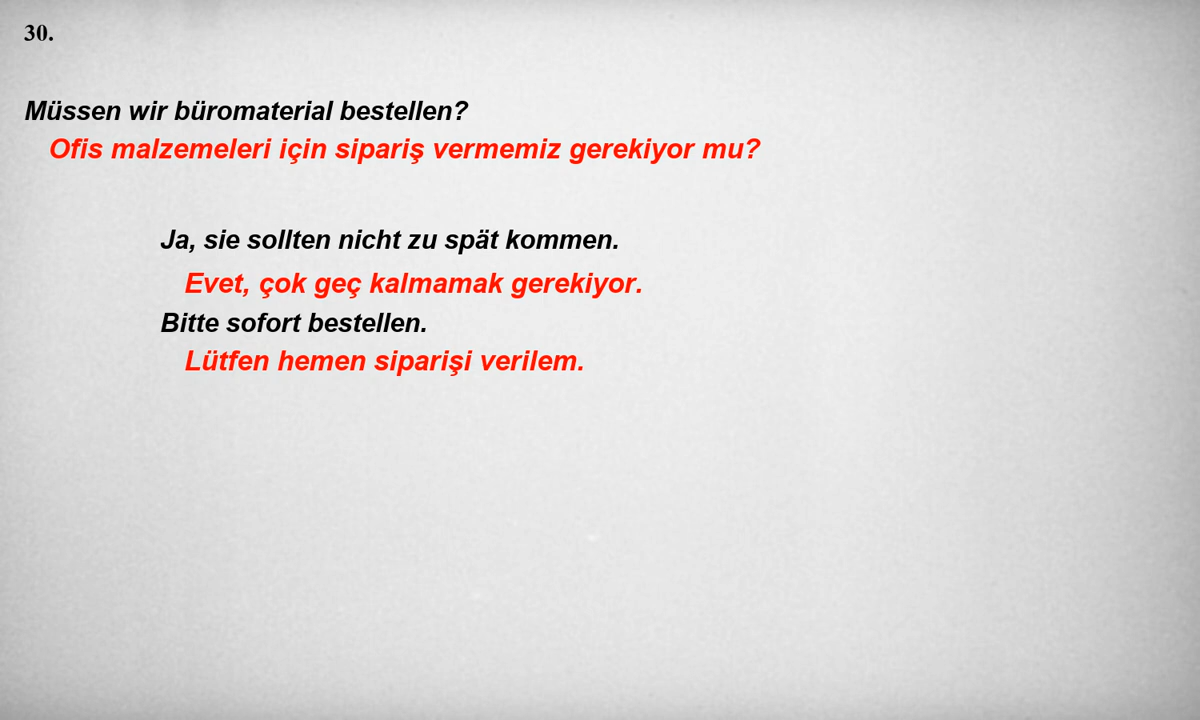 30.
Müssen wir büromaterial bestellen?
Ofis malzemeleri için sipariş vermemiz gerekiyor mu?
Ja, sie sollten nicht zu spät kommen.
Evet, çok geç kalmamak gerekiyor.
Bitte sofort bestellen.
Lütfen hemen siparişi verilem.